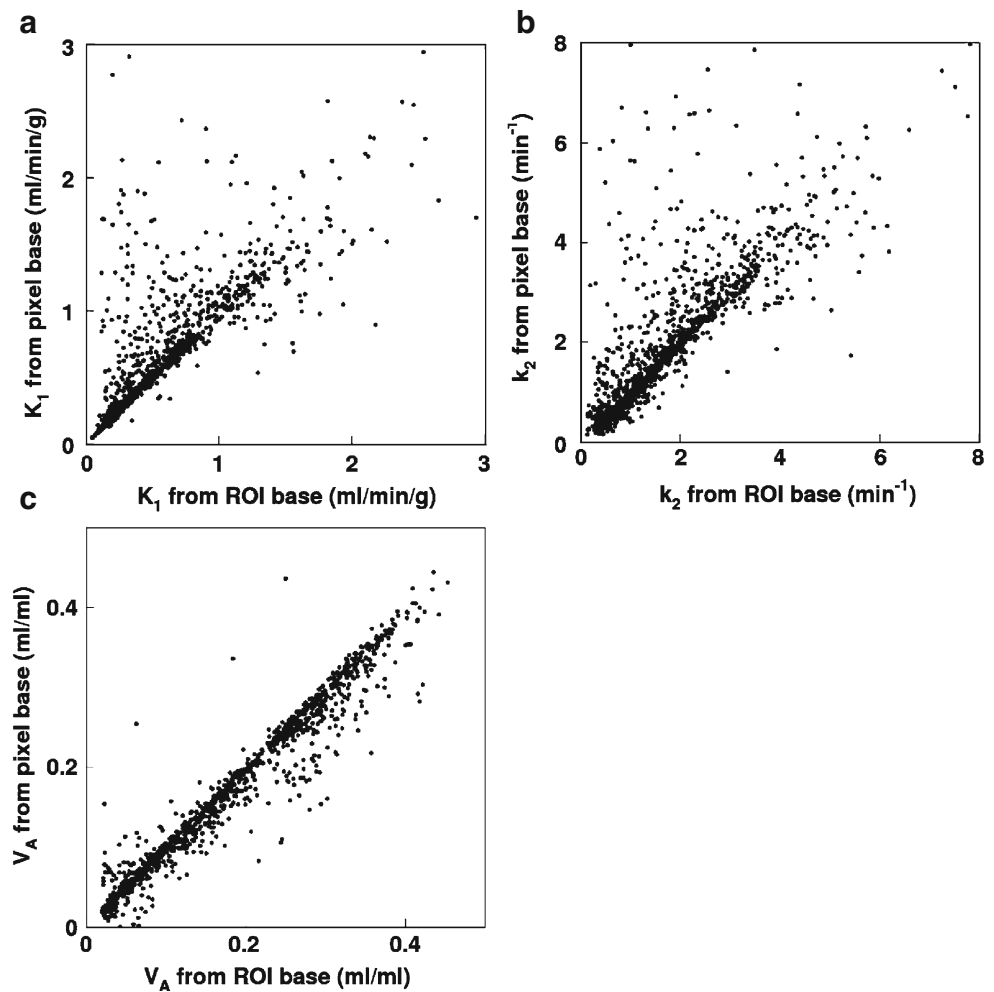 a
3
2
1
0
K1 from pixel base (ml/min/g)
0 1 2 3
K1 from ROI base (ml/min/g)
b
8
6
4
2
0
k2 from pixel base (min-1)
0 2 4 6 8
k2 from ROI base (min-1)
c
0.4
0.2
0
VA from pixel base (ml/ml)
0 0.2 0.4
VA from ROI base (ml/ml)